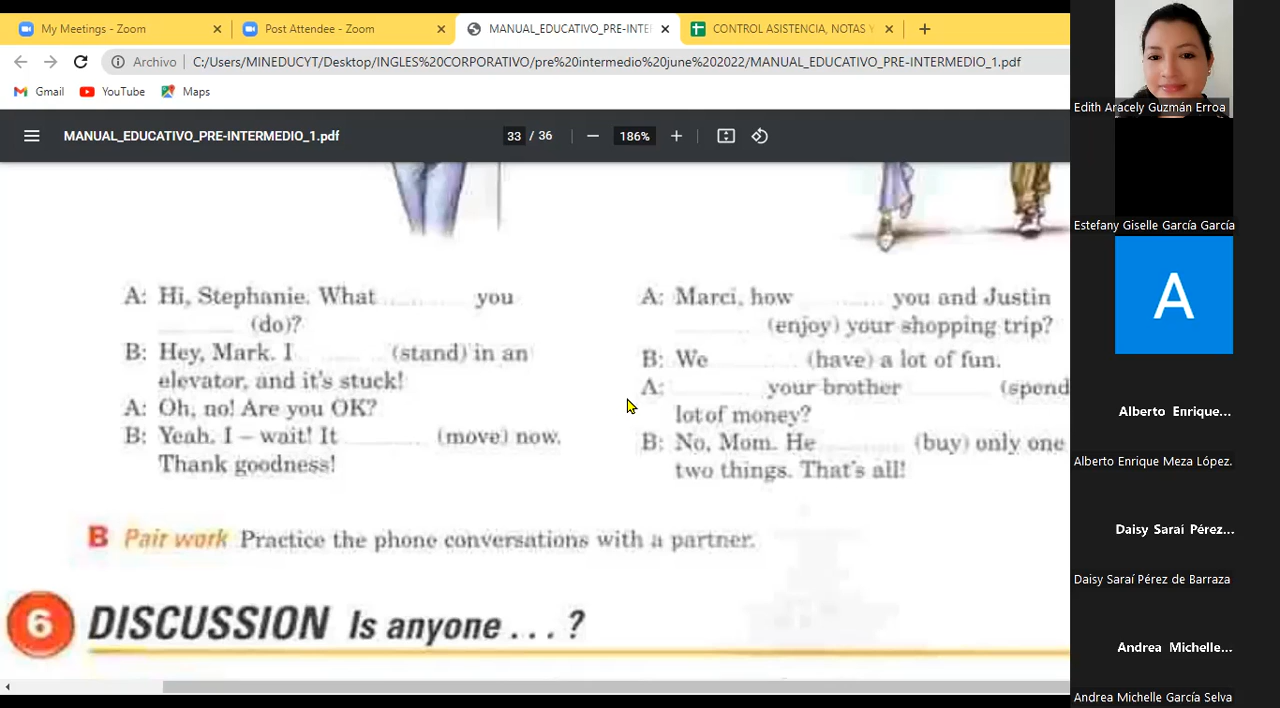 My Meetings - Zoom
Post Attendee - Zoom
MANUAL_EDUCATIVO_PRE-INTE
CONTROL ASISTENCIA, NOTAS Y
Archivo
C:/Users/MINEDUCYT/Desktop/INGLES%20CORPORATIVO/pre%20intermedio%20june%202022/MANUAL_EDUCATIVO_PRE-INTERMEDIO_1.pdf
Gmail
YouTube
Maps
MANUAL_EDUCATIVO_PRE-INTERMEDIO_1.pdf
33 / 36
186%
A: Hi, Stephanie. What ........ you
........ (do)?
B: Hey, Mark. I ........ (stand) in an
elevator, and it's stuck!
A: Oh, no! Are you OK?
B: Yeah. I – wait! It ........ (move) now.
Thank goodness!
A: Marci, how ........ you and Justin
........ (enjoy) your shopping trip?
B: We ........ (have) a lot of fun.
A: ........ your brother ........ (spend
lot of money?
B: No, Mom. He ........ (buy) only one
two things. That's all!
B Pair work Practice the phone conversations with a partner.
6 DISCUSSION Is anyone . . . ?
Edith Aracely Guzmán Erroa
Estefany Giselle García García
A
Alberto Enrique...
Alberto Enrique Meza López.
Daisy Saraí Pérez...
Daisy Saraí Pérez de Barraza
Andrea Michelle...
Andrea Michelle García Selva